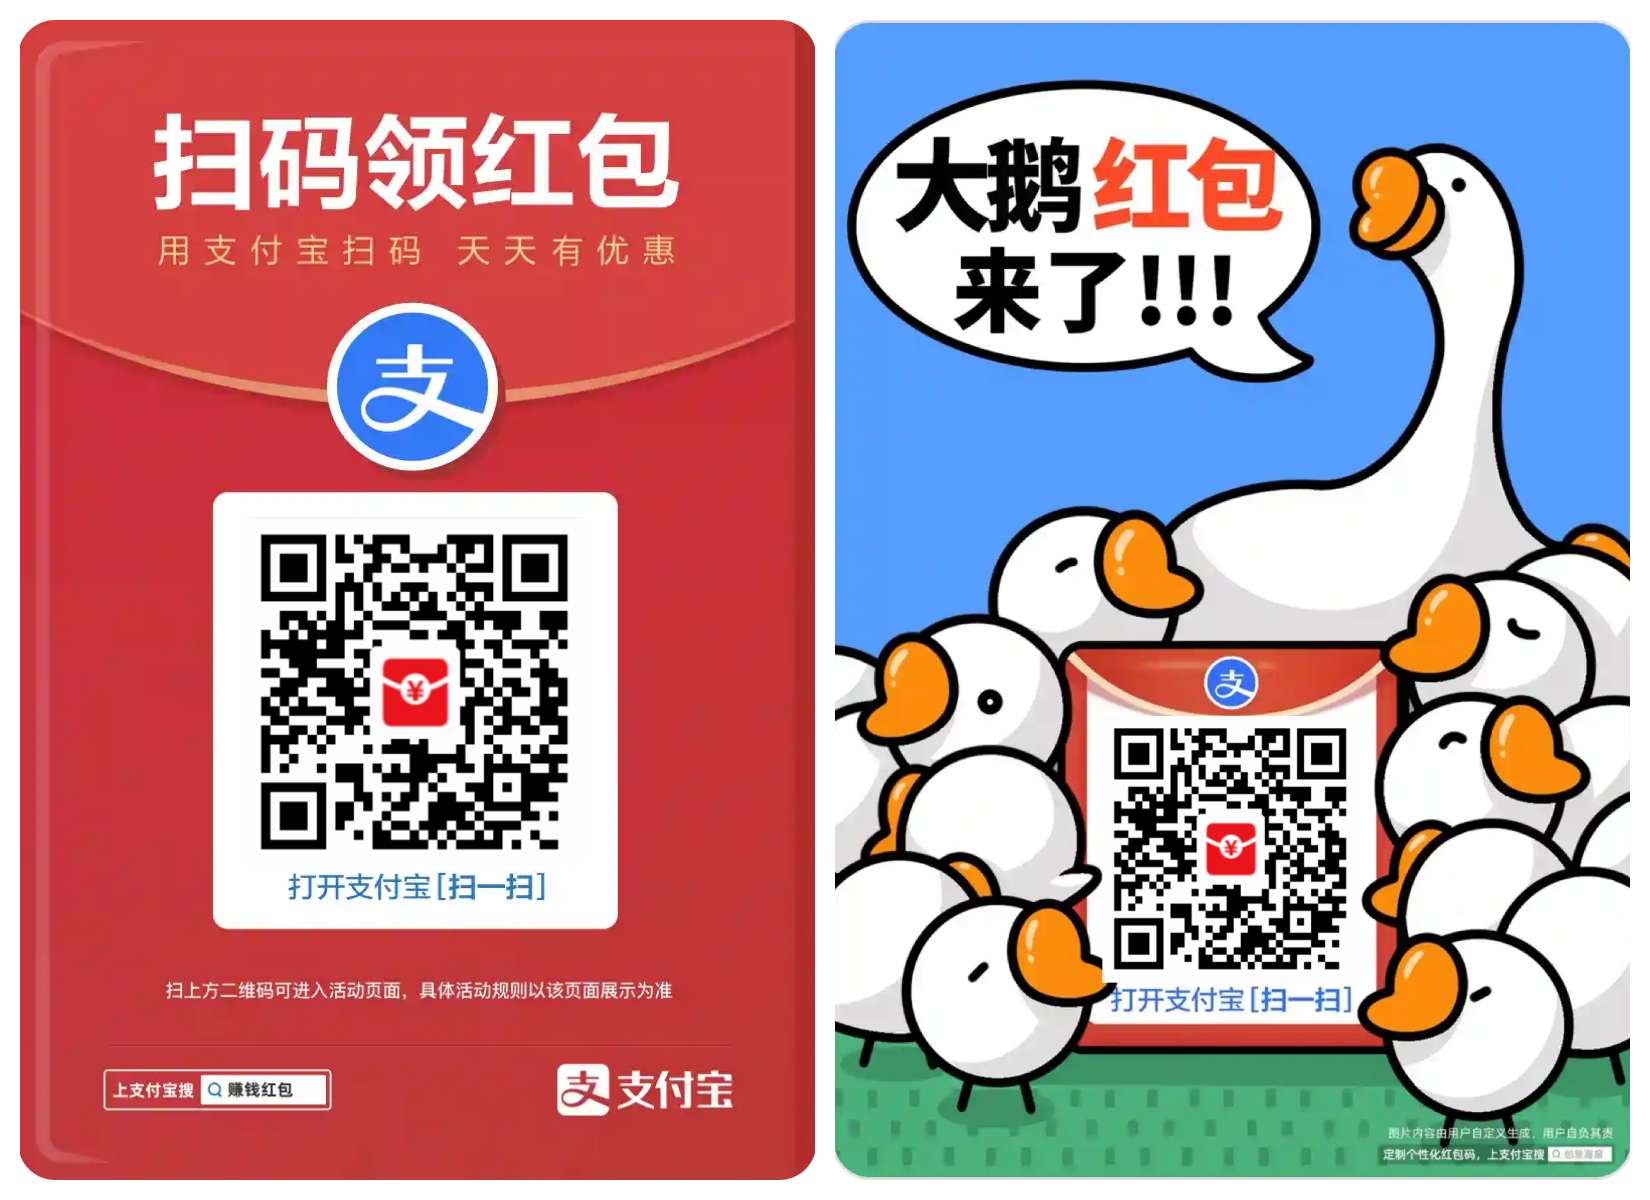 扫码领红包
用支付宝扫码 天天有优惠
支
¥
打开支付宝[扫一扫]
扫上方二维码可进入活动页面，具体活动规则以该页面展示为准
上支付宝搜 赚钱红包
支 支付宝
大鹅红包
来了!!!
支
¥
打开支付宝[扫一扫]
图片内容由用户自定义生成，用户自负其责
定制个性化红包码，上支付宝搜